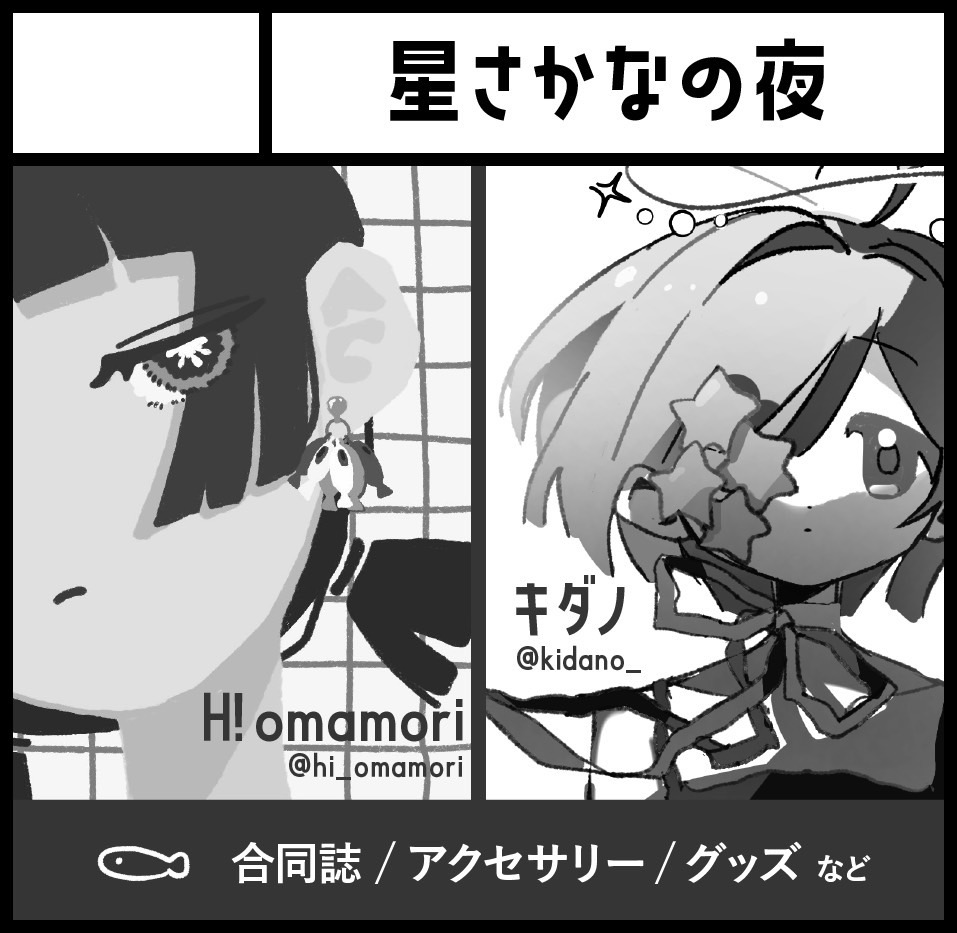 星さかなの夜
キダノ
@kidano_
H!omamori
@hi_omamori
合同誌 / アクセサリー / グッズ など